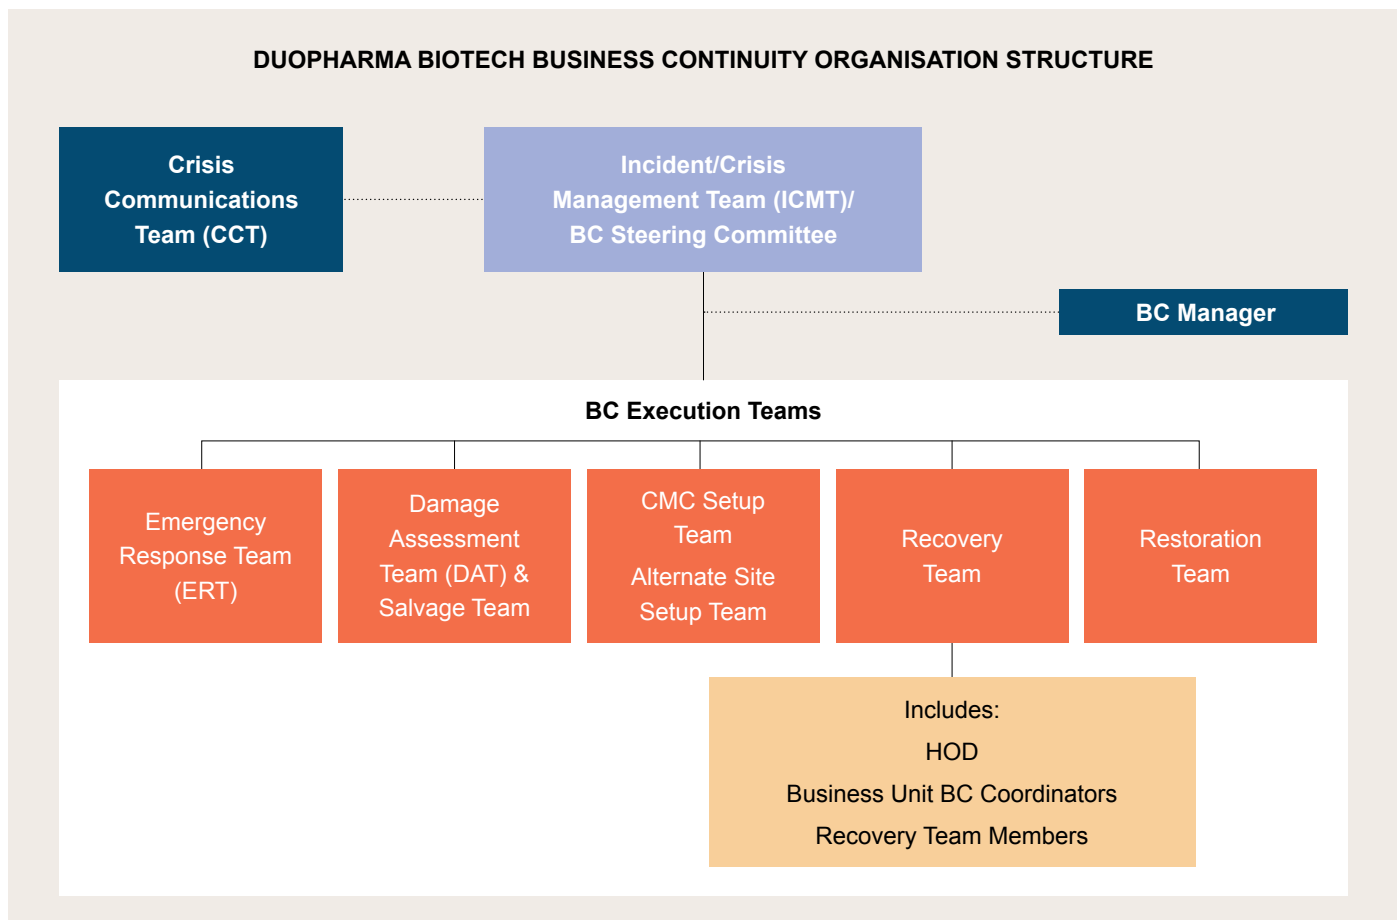 DUOPHARMA BIOTECH BUSINESS CONTINUITY ORGANISATION STRUCTURE
Crisis
Communications
Team (CCT)
Incident/Crisis
Management Team (ICMT)/
BC Steering Committee
BC Manager
BC Execution Teams
Emergency
Response Team
(ERT)
Damage
Assessment
Team (DAT) &
Salvage Team
CMC Setup
Team
Alternate Site
Setup Team
Recovery
Team
Restoration
Team
Includes:
HOD
Business Unit BC Coordinators
Recovery Team Members